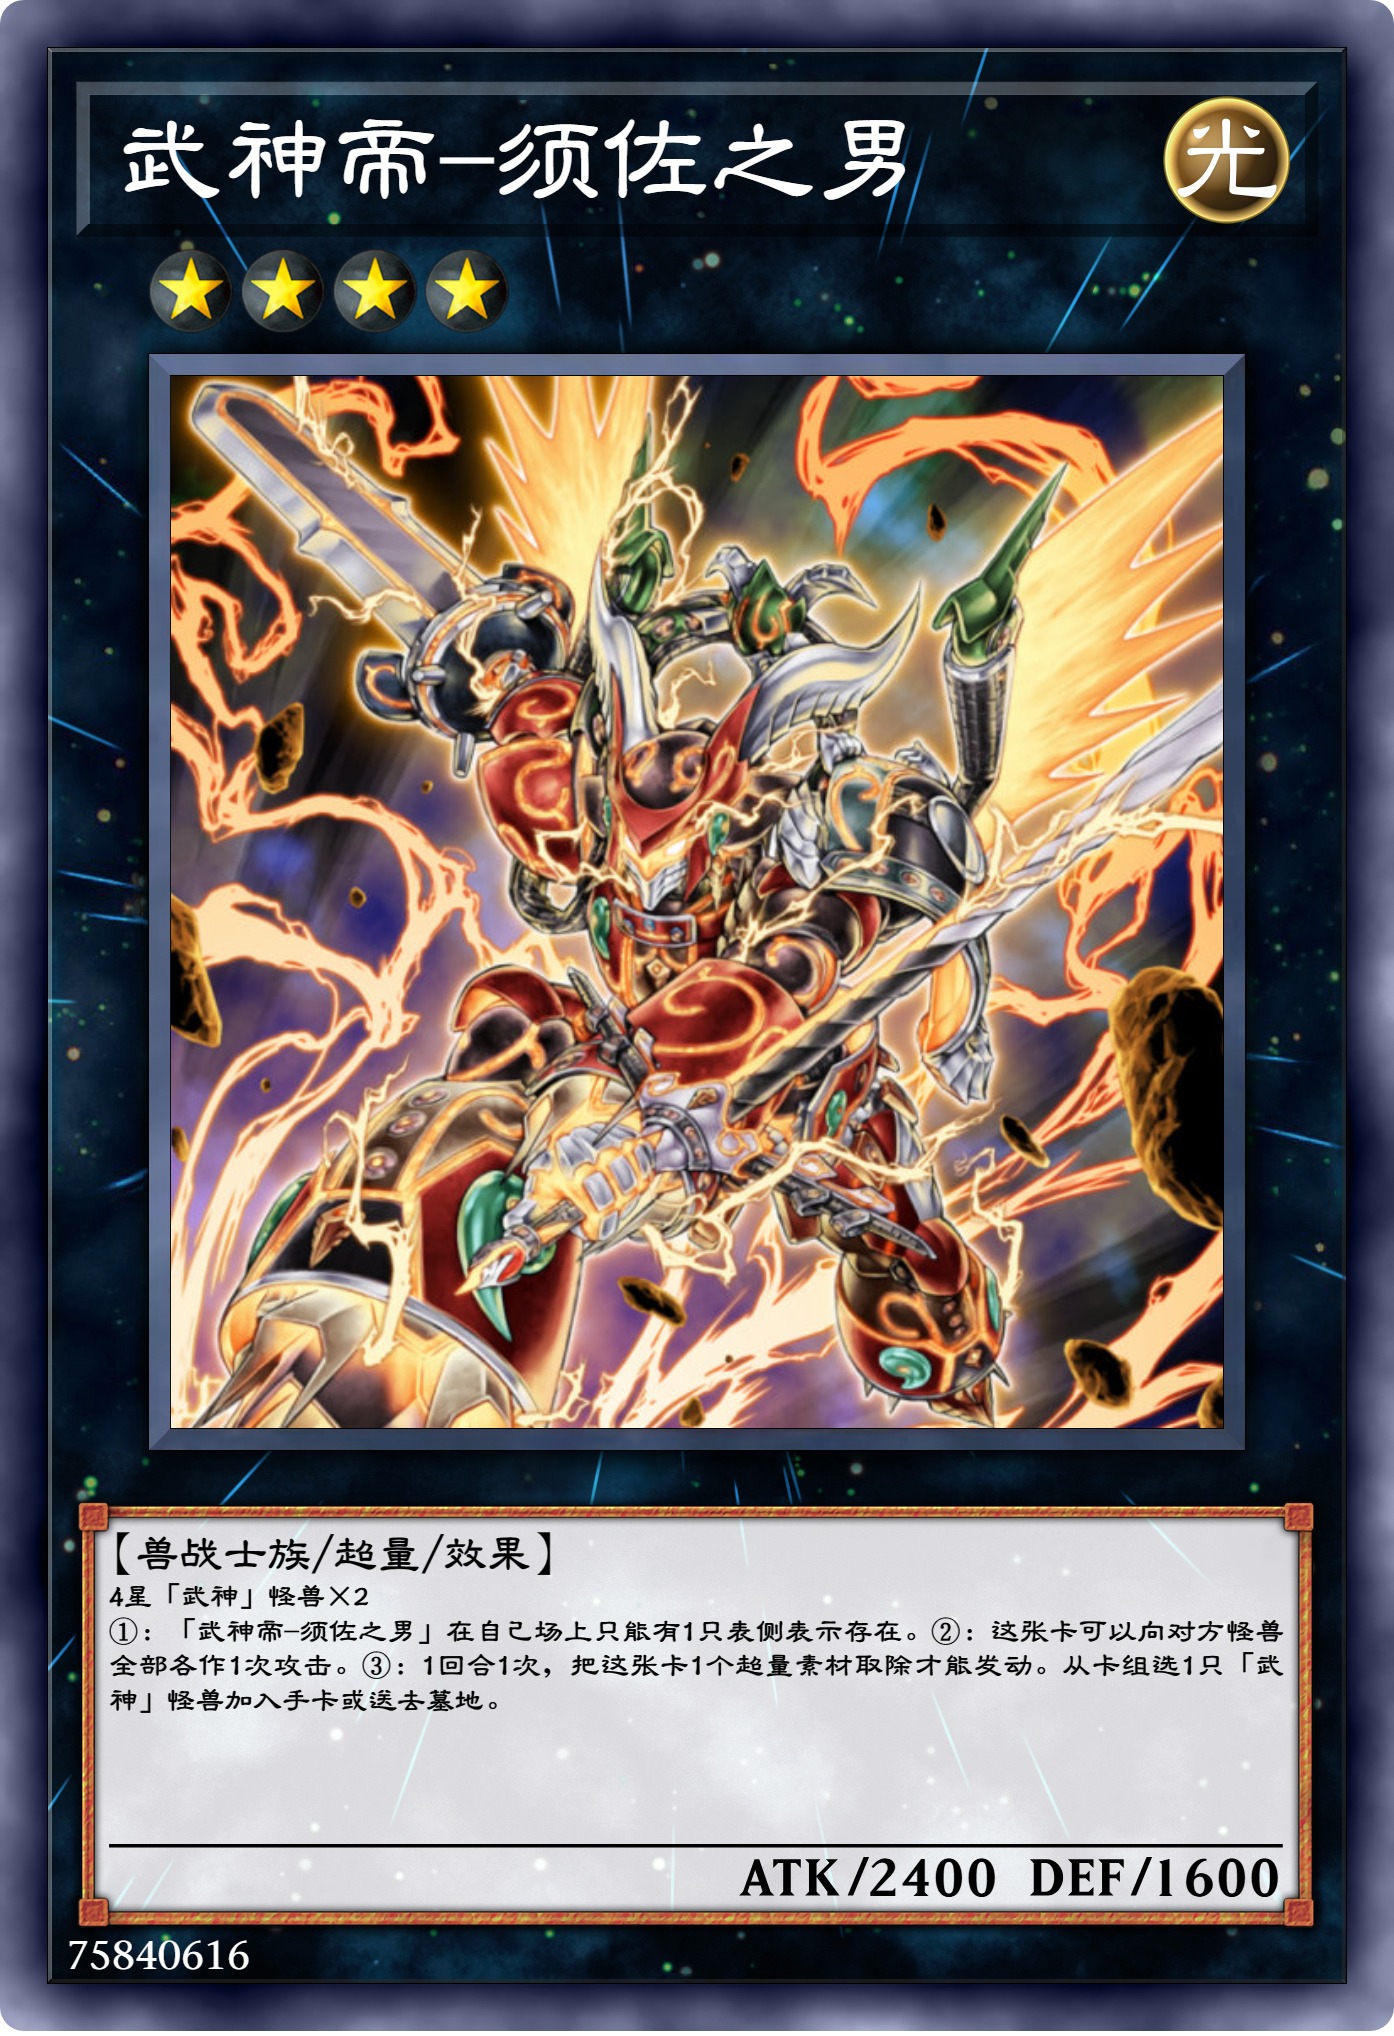 武神帝-须佐之男
光
【兽战士族/超量/效果】
4星「武神」怪兽×2
①：「武神帝-须佐之男」在自己场上只能有1只表侧表示存在。②：这张卡可以向对方怪兽
全部各作1次攻击。③：1回合1次，把这张卡1个超量素材取除才能发动。从卡组选1只「武
神」怪兽加入手卡或送去墓地。
ATK/2400 DEF/1600
75840616